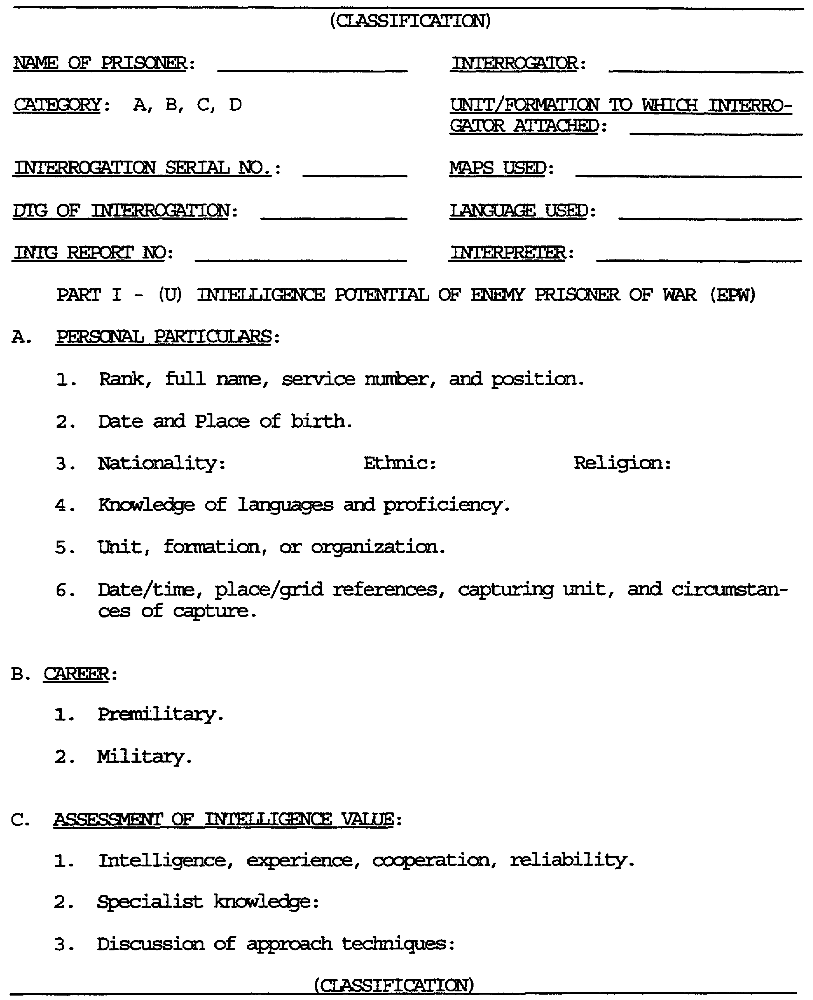 (CLASSIFICATION)
NAME OF PRISONER: INTERROGATOR:
CATEGORY: A, B, C, D UNIT/FORMATION TO WHICH INTERRO-
GATOR ATTACHED:
INTERROGATION SERIAL NO.: MAPS USED:
DTG OF INTERROGATION: LANGUAGE USED:
INTG REPORT NO: INTERPRETER:
PART I - (U) INTELLIGENCE POTENTIAL OF ENEMY PRISONER OF WAR (EPW)
A. PERSONAL PARTICULARS:
1. Rank, full name, service number, and position.
2. Date and Place of birth.
3. Nationality: Ethnic: Religion:
4. Knowledge of languages and proficiency.
5. Unit, formation, or organization.
6. Date/time, place/grid references, capturing unit, and circumstan-
ces of capture.
B. CAREER:
1. Premilitary.
2. Military.
C. ASSESSMENT OF INTELLIGENCE VALUE:
1. Intelligence, experience, cooperation, reliability.
2. Specialist knowledge:
3. Discussion of approach techniques:
(CLASSIFICATION)